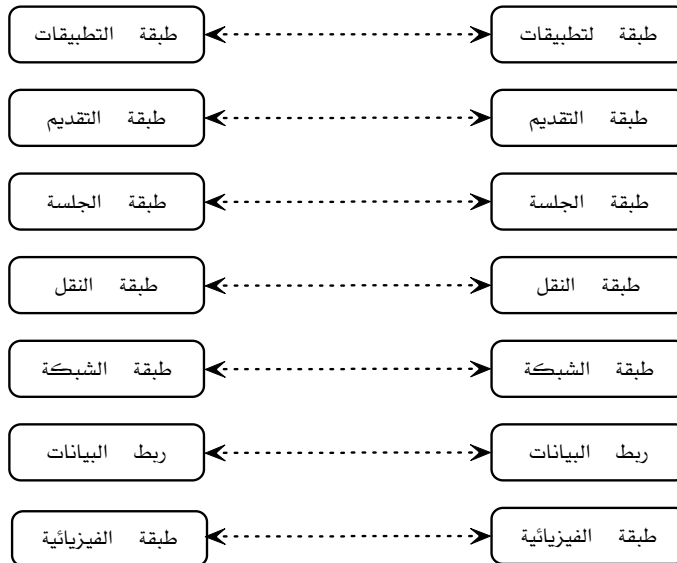 طبقة لتطبيقات
طبقة التطبيقات
طبقة التقديم
طبقة التقديم
طبقة الجلسة
طبقة الجلسة
طبقة النقل
طبقة النقل
طبقة الشبكة
طبقة الشبكة
ربط البيانات
ربط البيانات
طبقة الفيزيائية
طبقة الفيزيائية